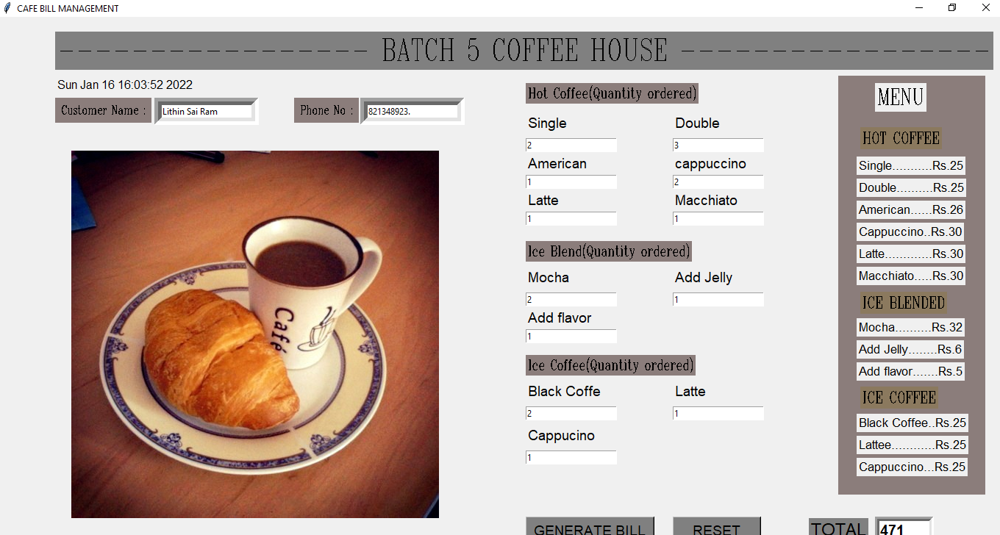 CAFE BILL MANAGEMENT
----------------- BATCH 5 COFFEE HOUSE -----------------
Sun Jan 16 16:03:52 2022
Customer Name : Lithin Sai Ram Phone No : 821348923.
Café
Hot Coffee(Quantity ordered)
Single Double
2 3
American cappuccino
1 2
Latte Macchiato
1 1
Ice Blend(Quantity ordered)
Mocha Add Jelly
2 1
Add flavor
1
Ice Coffee(Quantity ordered)
Black Coffe Latte
2 1
Cappucino
1
GENERATE BILL RESET TOTAL 471
MENU
HOT COFFEE
Single...........Rs.25
Double..........Rs.25
American......Rs.26
Cappuccino..Rs.30
Latte............Rs.30
Macchiato.....Rs.30
ICE BLENDED
Mocha..........Rs.32
Add Jelly........Rs.6
Add flavor.......Rs.5
ICE COFFEE
Black Coffee..Rs.25
Lattee............Rs.25
Cappuccino...Rs.25